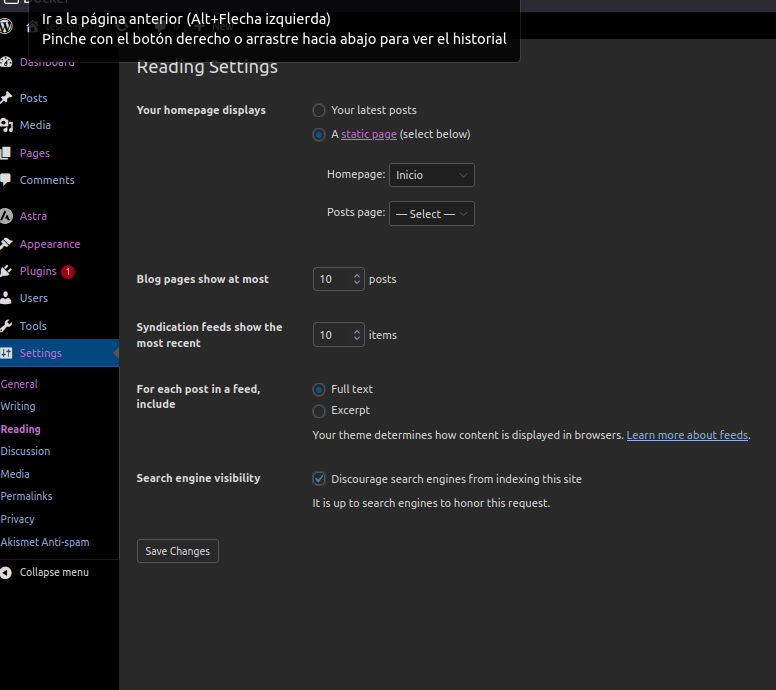 Ir a la página anterior (Alt+Flecha izquierda)
Pinche con el botón derecho o arrastre hacia abajo para ver el historial
Dashboard
Posts
Media
Pages
Comments
Astra
Appearance
Plugins 1
Users
Tools
Settings
General
Writing
Reading
Discussion
Media
Permalinks
Privacy
Akismet Anti-spam
Collapse menu
Reading Settings
Your homepage displays
Your latest posts
A static page (select below)
Homepage: Inicio
Posts page: — Select —
Blog pages show at most
10 posts
Syndication feeds show the
most recent
10 items
For each post in a feed,
include
Full text
Excerpt
Your theme determines how content is displayed in browsers. Learn more about feeds.
Search engine visibility
Discourage search engines from indexing this site
It is up to search engines to honor this request.
Save Changes